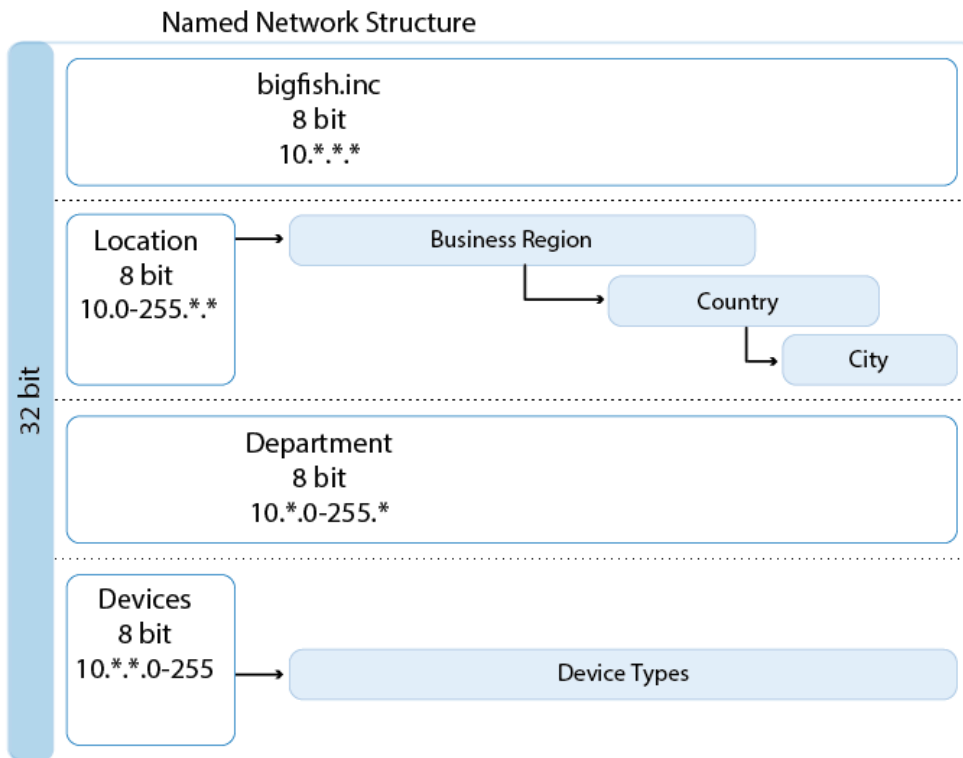 Named Network Structure
32 bit
bigfish.inc
8 bit
10.*.*.*
Location
8 bit
10.0-255.*.*
Business Region
Country
City
Department
8 bit
10.*.0-255.*
Devices
8 bit
10.*.*.0-255
Device Types